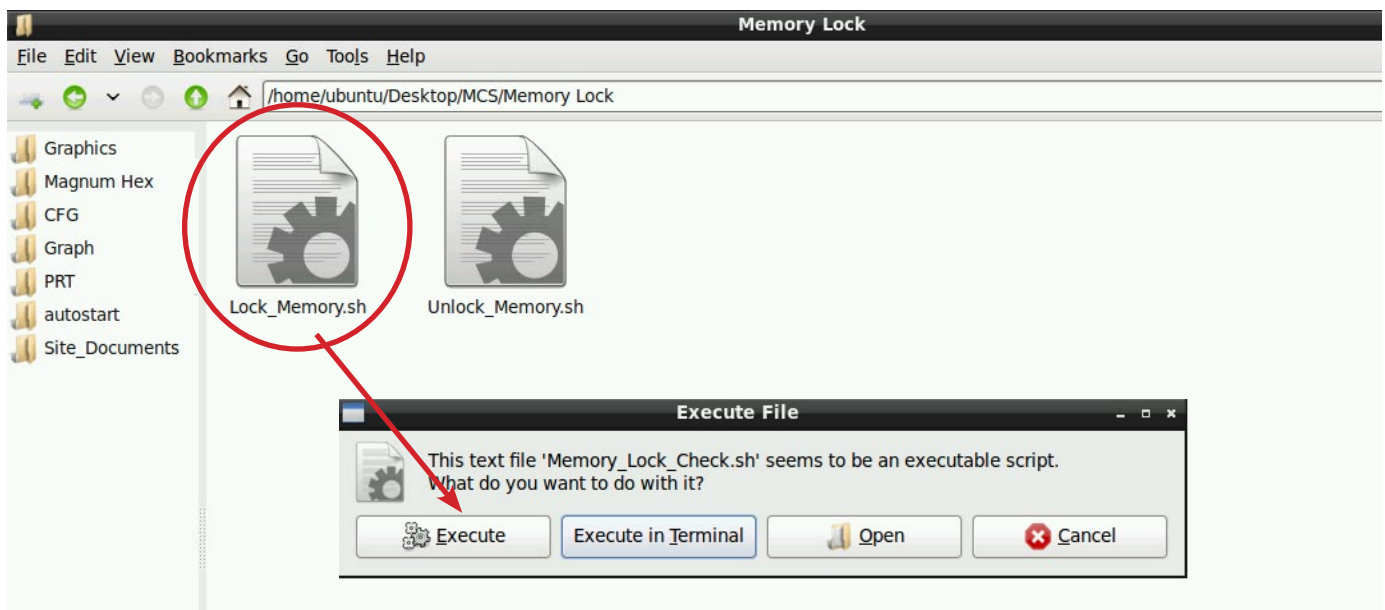 Memory Lock
File Edit View Bookmarks Go Tools Help
/home/ubuntu/Desktop/MCS/Memory Lock
Graphics
Magnum Hex
CFG
Graph
PRT
autostart
Site_Documents
Lock_Memory.sh
Unlock_Memory.sh
Execute File
This text file 'Memory_Lock_Check.sh' seems to be an executable script.
What do you want to do with it?
Execute
Execute in Terminal
Open
Cancel